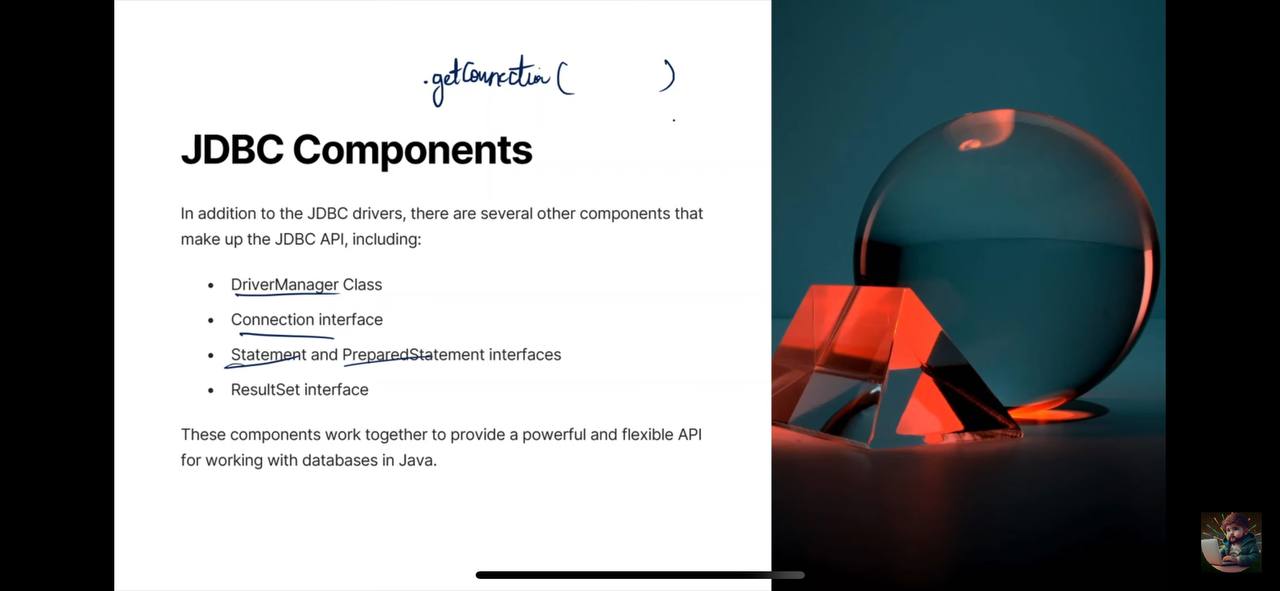 .getConnection( )
JDBC Components
In addition to the JDBC drivers, there are several other components that
make up the JDBC API, including:
• DriverManager Class
• Connection interface
• Statement and PreparedStatement interfaces
• ResultSet interface
These components work together to provide a powerful and flexible API
for working with databases in Java.